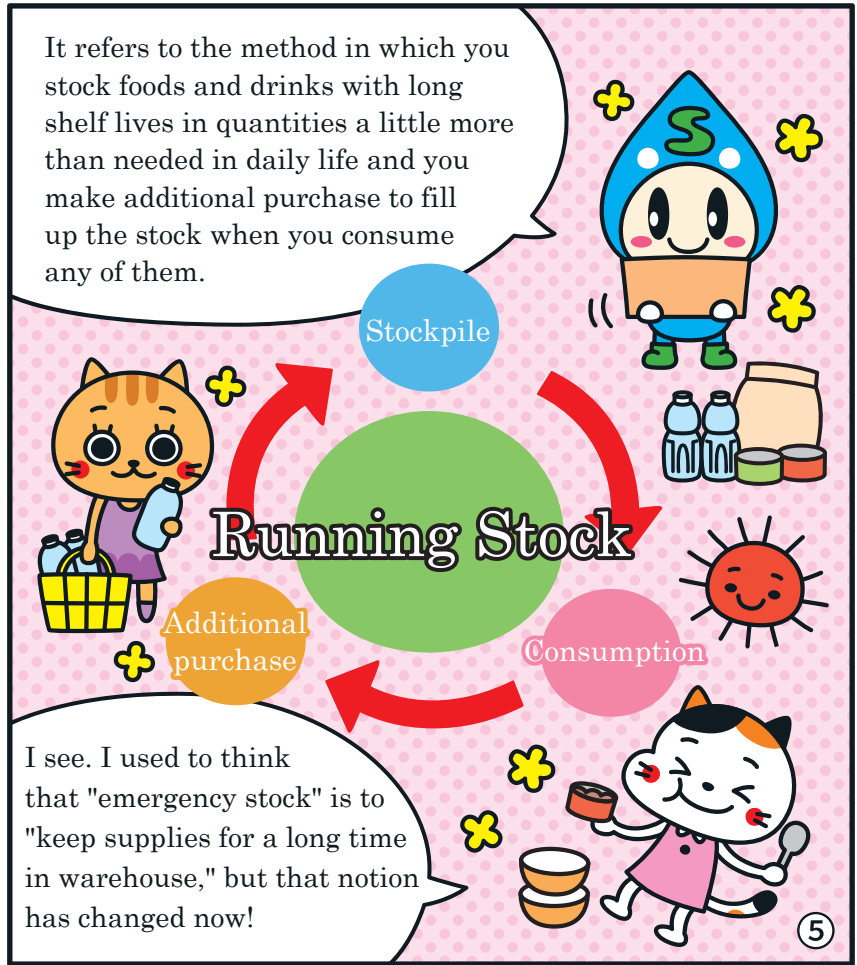 It refers to the method in which you
stock foods and drinks with long
shelf lives in quantities a little more
than needed in daily life and you
make additional purchase to fill
up the stock when you consume
any of them.
S
Stockpile
Running Stock
Additional
purchase
Consumption
I see. I used to think
that "emergency stock" is to
"keep supplies for a long time
in warehouse," but that notion
has changed now!
⑤